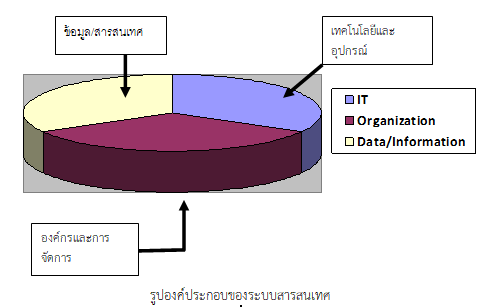 ข้อมูล/สารสนเทศ
เทคโนโลยีและ
อุปกรณ์
IT
Organization
Data/Information
องค์กรและการ
จัดการ
รูปองค์ประกอบของระบบสารสนเทศ